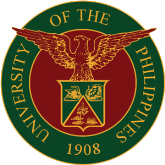 UNIVERSITY OF THE PHILIPPINES
1908